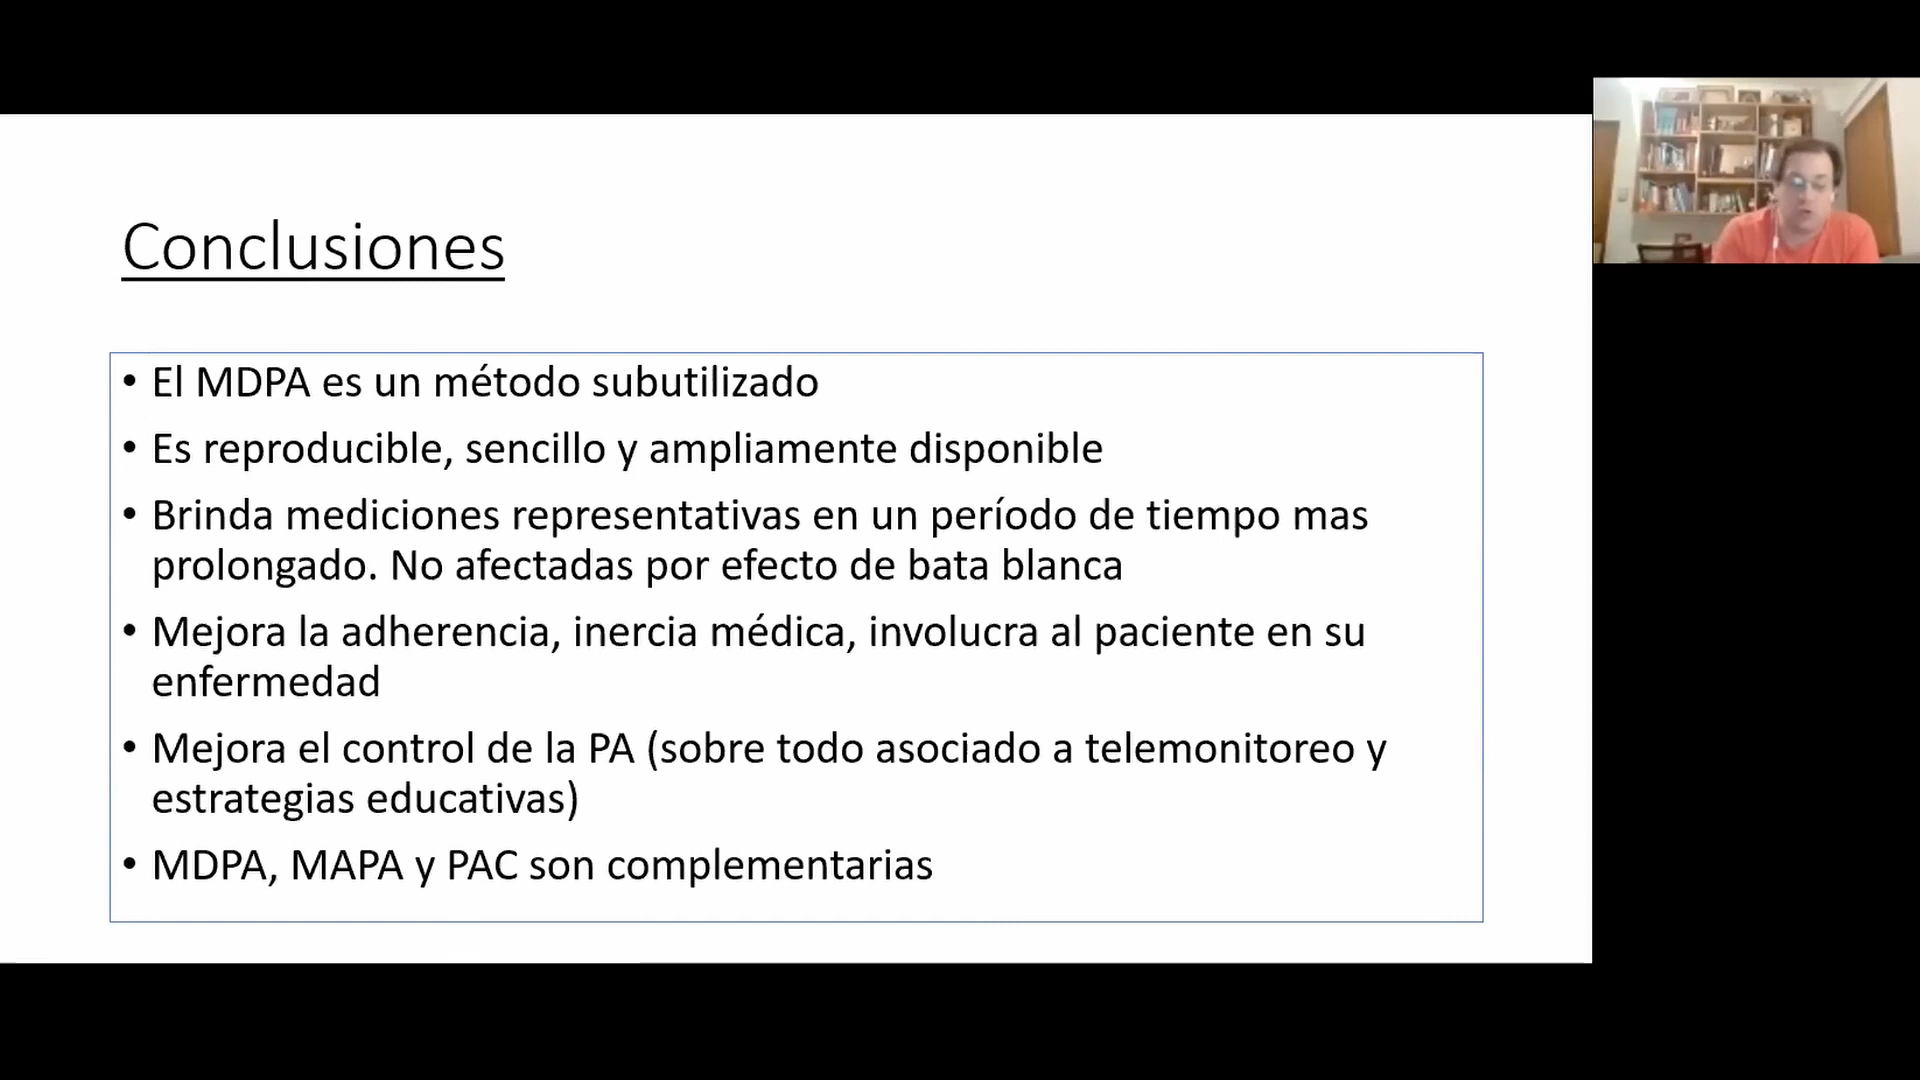 Conclusiones
• El MDPA es un método subutilizado
• Es reproducible, sencillo y ampliamente disponible
• Brinda mediciones representativas en un período de tiempo mas
prolongado. No afectadas por efecto de bata blanca
• Mejora la adherencia, inercia médica, involucra al paciente en su
enfermedad
• Mejora el control de la PA (sobre todo asociado a telemonitoreo y
estrategias educativas)
• MDPA, MAPA y PAC son complementarias